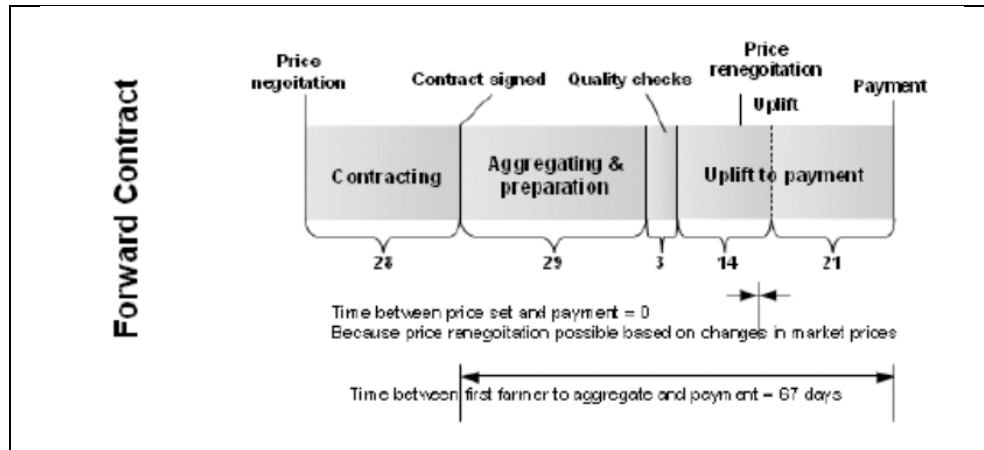 Forward Contract
Price
negoitation
Contract signed
Quality checks
Price
renegoitation
Uplift
Payment
Contracting
Aggregating &
preparation
Uplift to payment
28
29
3
14
21
Time between price set and payment = 0
Because price renegoitation possible based on changes in market prices
Time between first farmer to aggregate and payment = 67 days